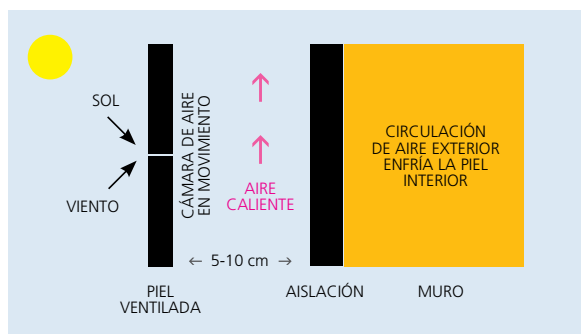 SOL
VIENTO
CÁMARA DE AIRE
EN MOVIMIENTO
AIRE
CALIENTE
CIRCULACIÓN
DE AIRE EXTERIOR
ENFRÍA LA PIEL
INTERIOR
← 5-10 cm →
PIEL
VENTILADA
AISLACIÓN
MURO